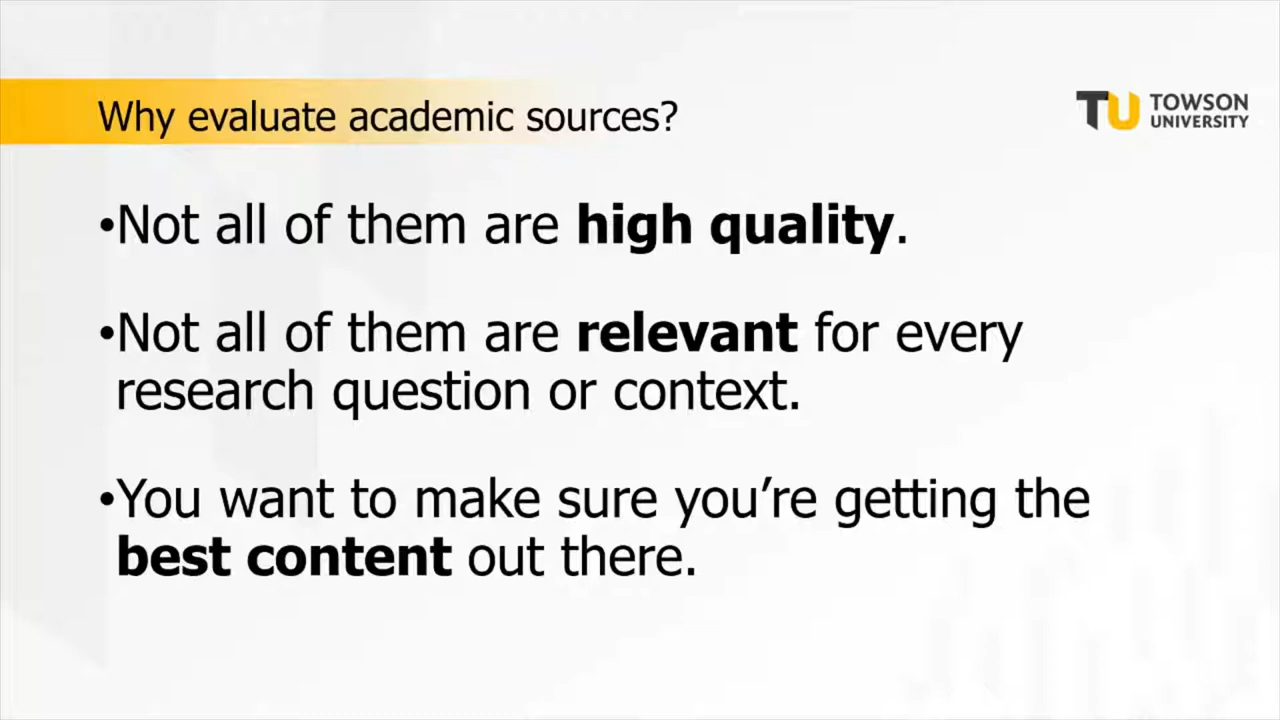 Why evaluate academic sources?
TU TOWSON
UNIVERSITY
•Not all of them are high quality.
•Not all of them are relevant for every
research question or context.
•You want to make sure you’re getting the
best content out there.